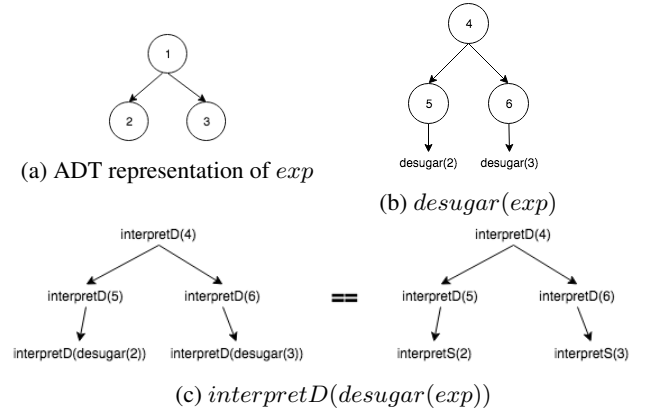 1
2 3
(a) ADT representation of exp
4
5 6
desugar(2) desugar(3)
(b) desugar(exp)
interpretD(4)
interpretD(5) interpretD(6)
interpretD(desugar(2)) interpretD(desugar(3))
==
interpretD(4)
interpretD(5) interpretD(6)
interpretS(2) interpretS(3)
(c) interpretD(desugar(exp))